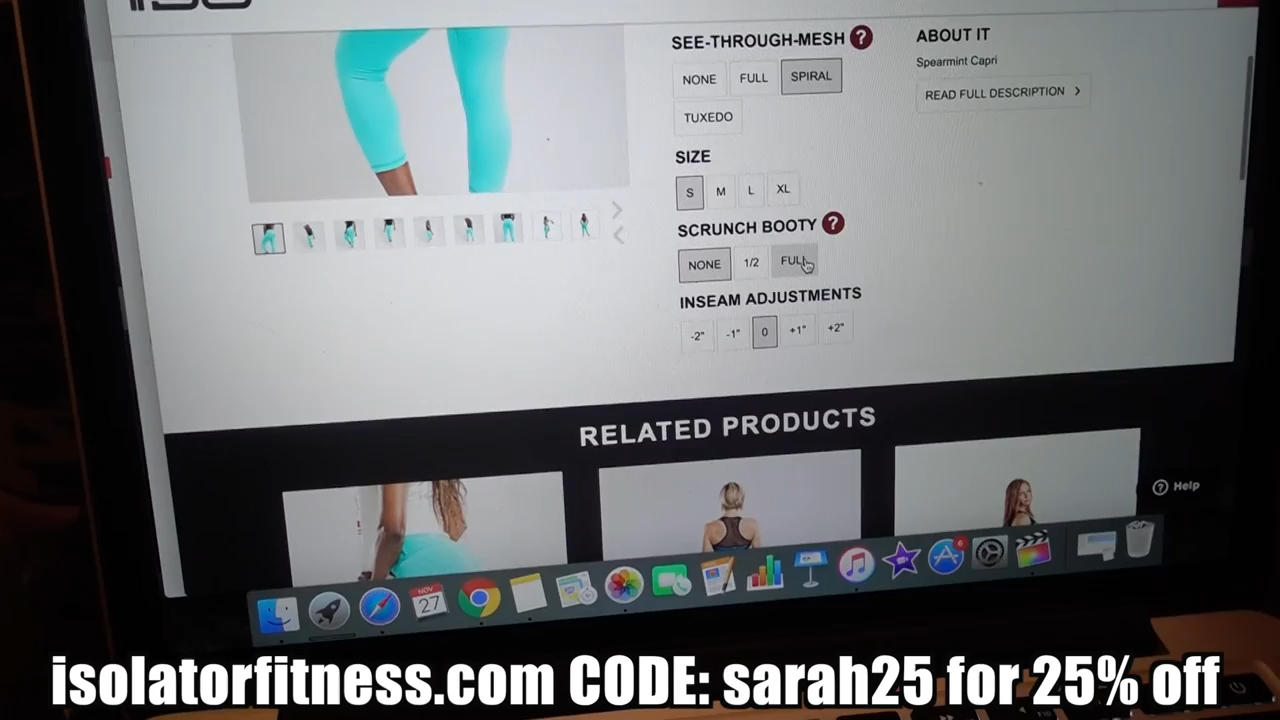 SEE-THROUGH-MESH ?
NONE FULL SPIRAL
TUXEDO
SIZE
S M L XL
SCRUNCH BOOTY ?
NONE 1/2 FULL
INSEAM ADJUSTMENTS
-2" -1" 0 +1" +2"
ABOUT IT
Spearmint Capri
READ FULL DESCRIPTION >
RELATED PRODUCTS
? Help
NOV
27
6
isolatorfitness.com CODE: sarah25 for 25% off